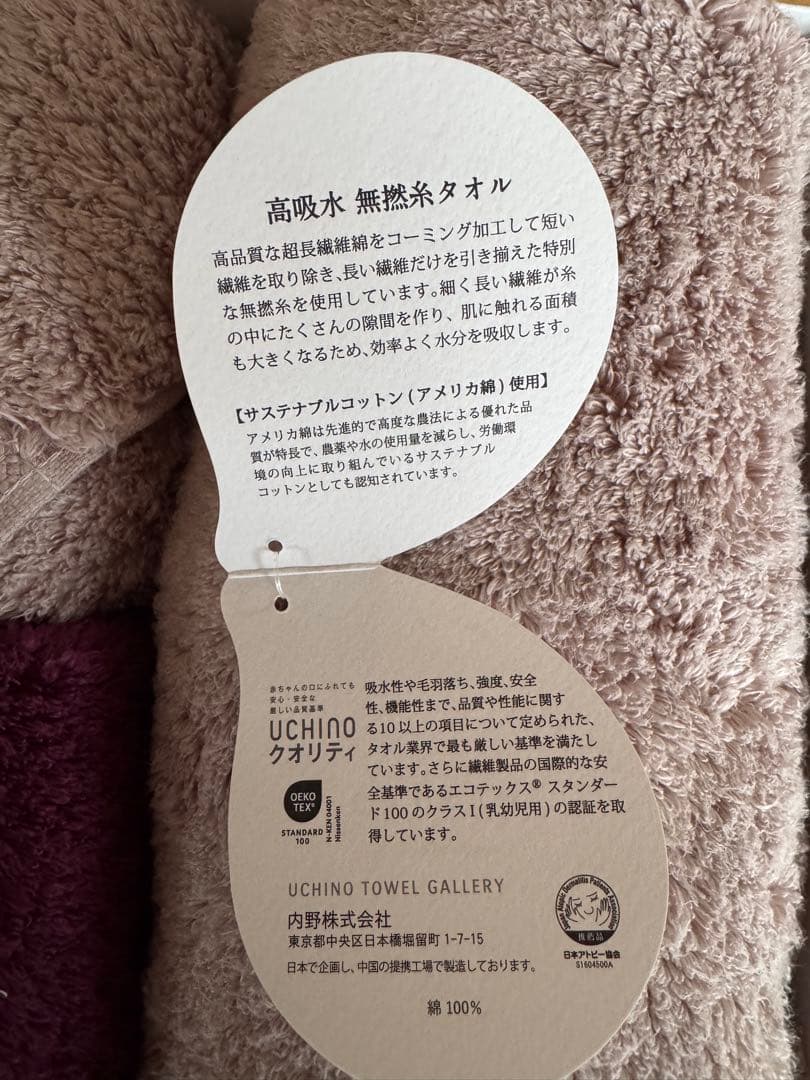 高吸水 無撚糸タオル
高品質な超長繊維綿をコーミング加工して短い
繊維を取り除き、長い繊維だけを引き揃えた特別
な無撚糸を使用しています。細く長い繊維が糸
の中にたくさんの隙間を作り、肌に触れる面積
も大きくなるため、効率よく水分を吸収します。
【サステナブルコットン(アメリカ綿)使用】
アメリカ綿は先進的で高度な農法による優れた品
質が特長で、農薬や水の使用量を減らし、労働環
境の向上に取り組んでいるサステナブル
コットンとしても認知されています。
赤ちゃんの口にふれても
安心・安全な
厳しい品質基準
UCHINO
クオリティ
OEKO
TEX®
STANDARD
100
N-KEN 04001
Nissenken
吸水性や毛羽落ち、強度、安全
性、機能性まで、品質や性能に関す
る10以上の項目について定められた、
タオル業界で最も厳しい基準を満たし
ています。さらに繊維製品の国際的な安
全基準であるエコテックス® スタンダー
ド100のクラスI(乳幼児用)の認証を取
得しています。
UCHINO TOWEL GALLERY
内野株式会社
東京都中央区日本橋堀留町 1-7-15
日本で企画し、中国の提携工場で製造しております。
Japan Atopic Dermatitis Patients Association
推薦品
日本アトピー協会
S1604500A
綿 100%